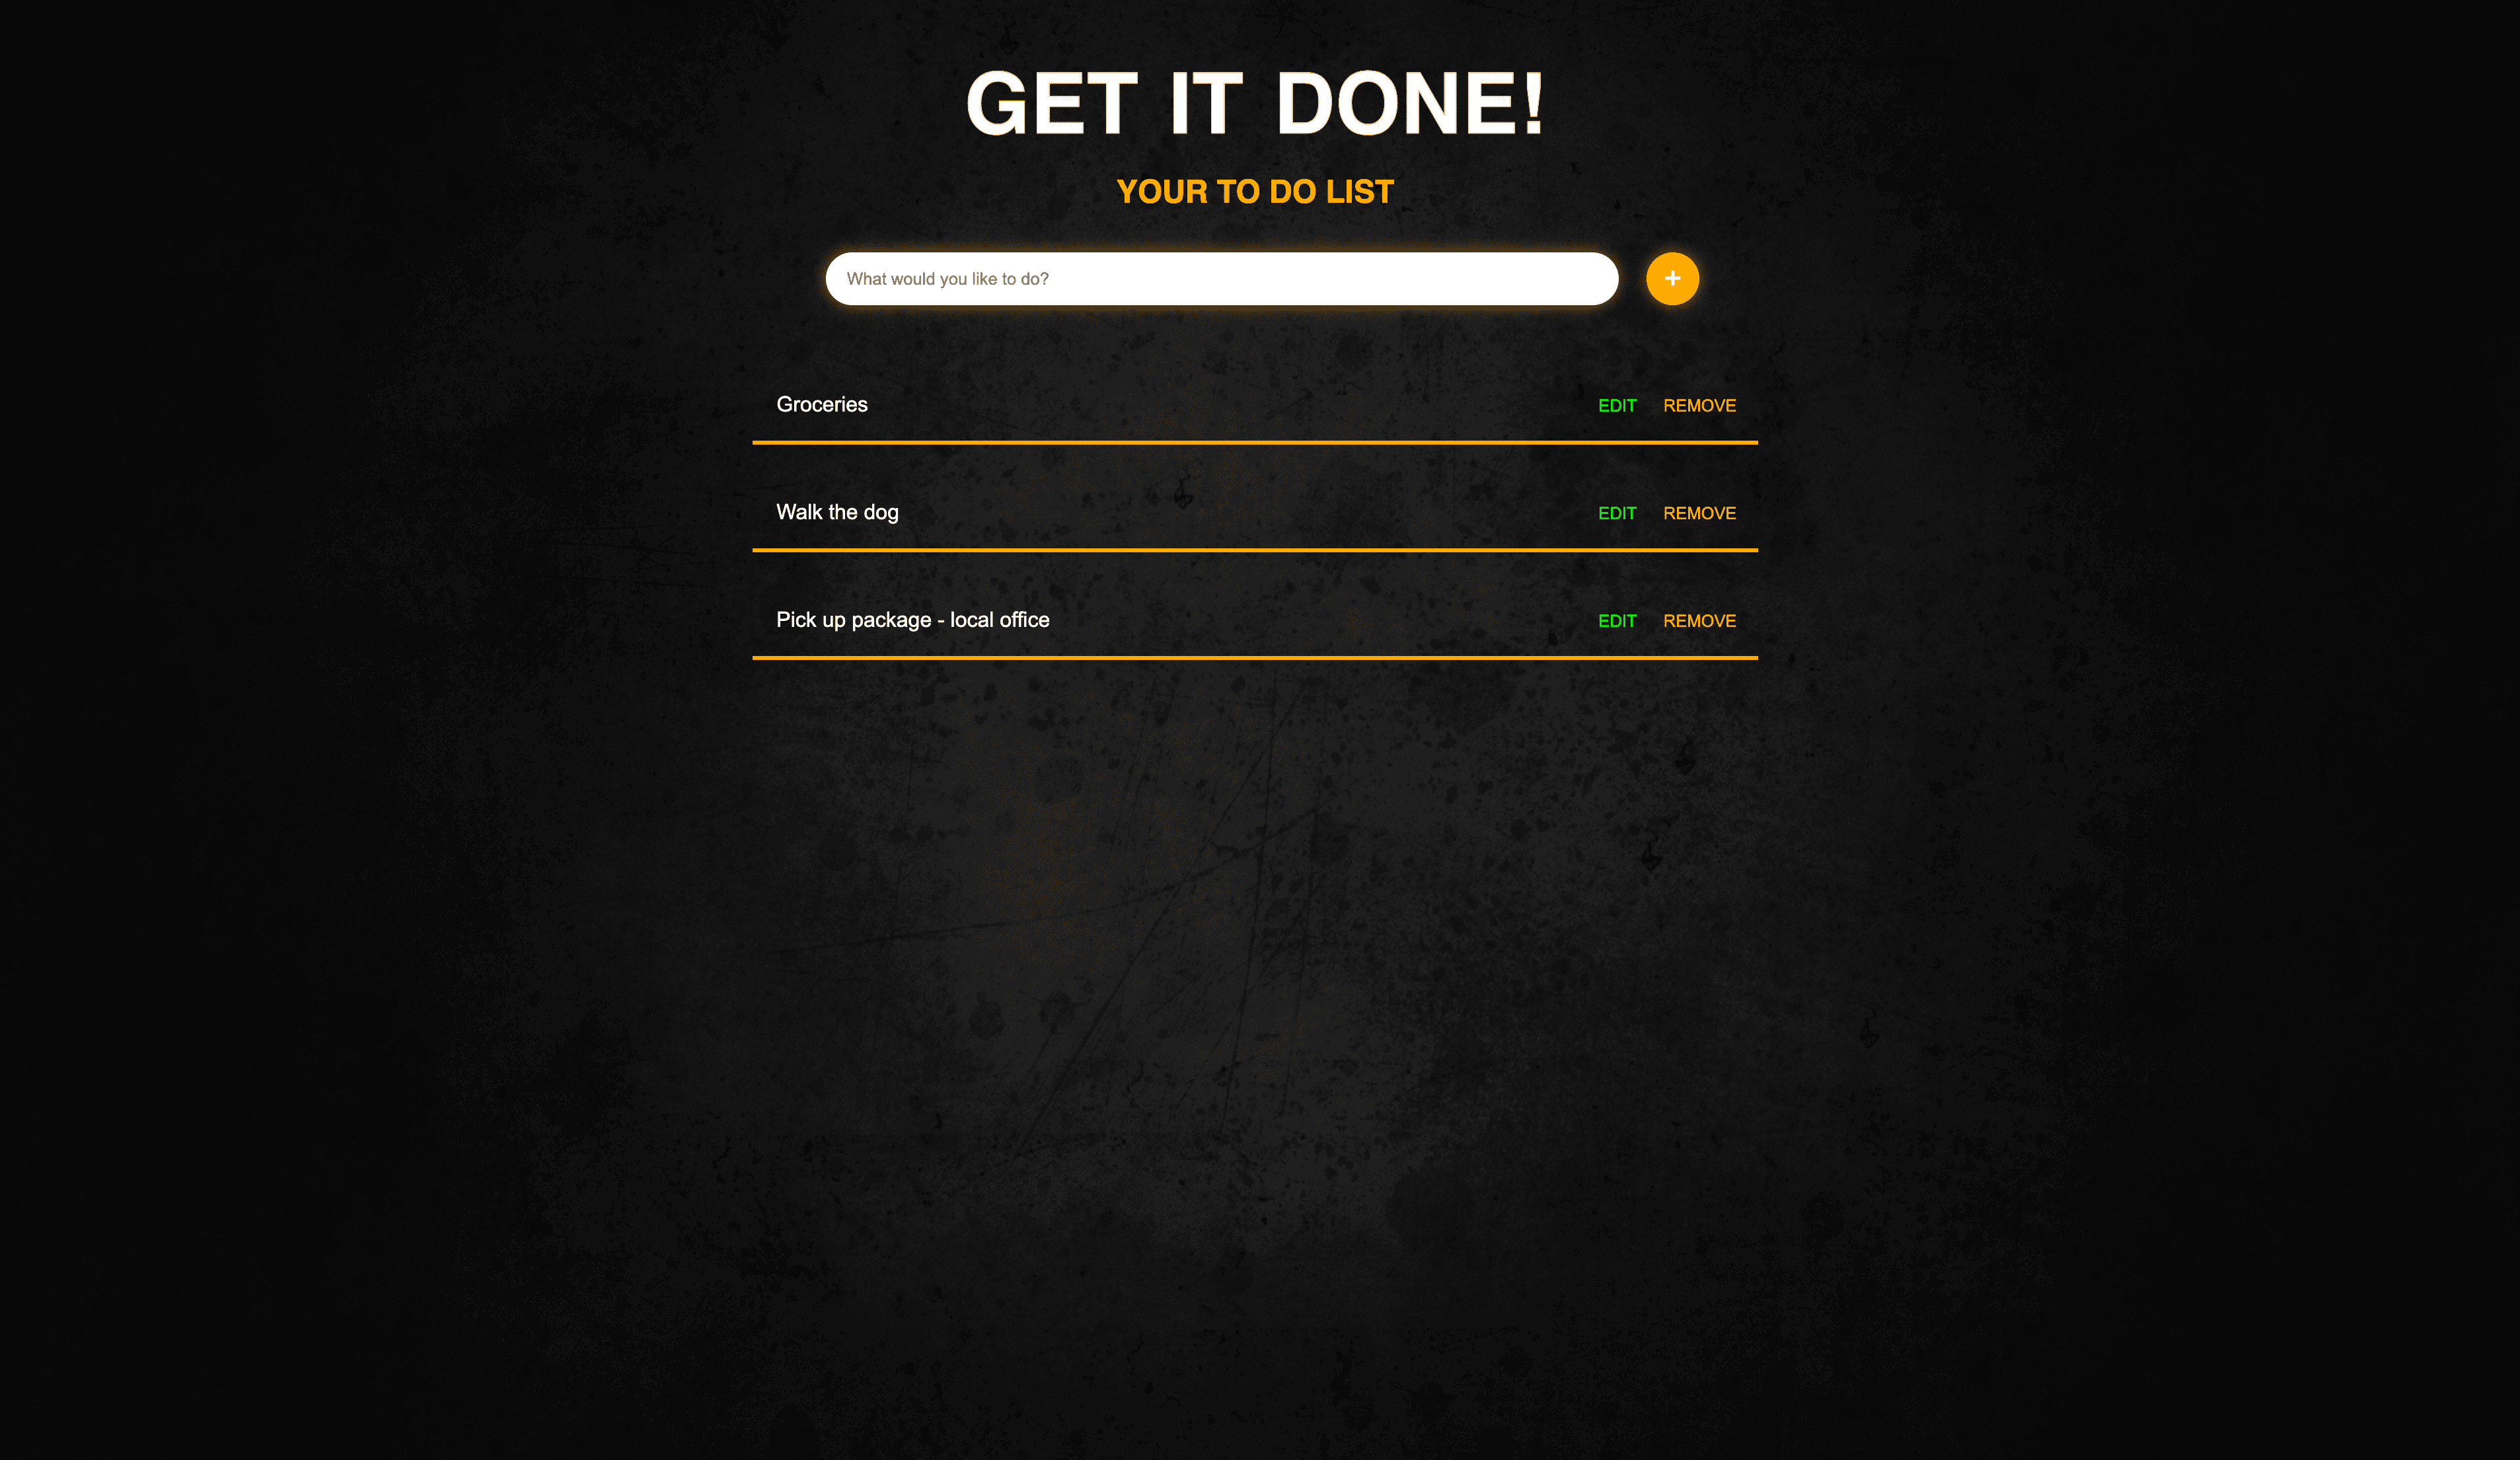 GET IT DONE!
YOUR TO DO LIST
What would you like to do? +
Groceries EDIT REMOVE
Walk the dog EDIT REMOVE
Pick up package - local office EDIT REMOVE